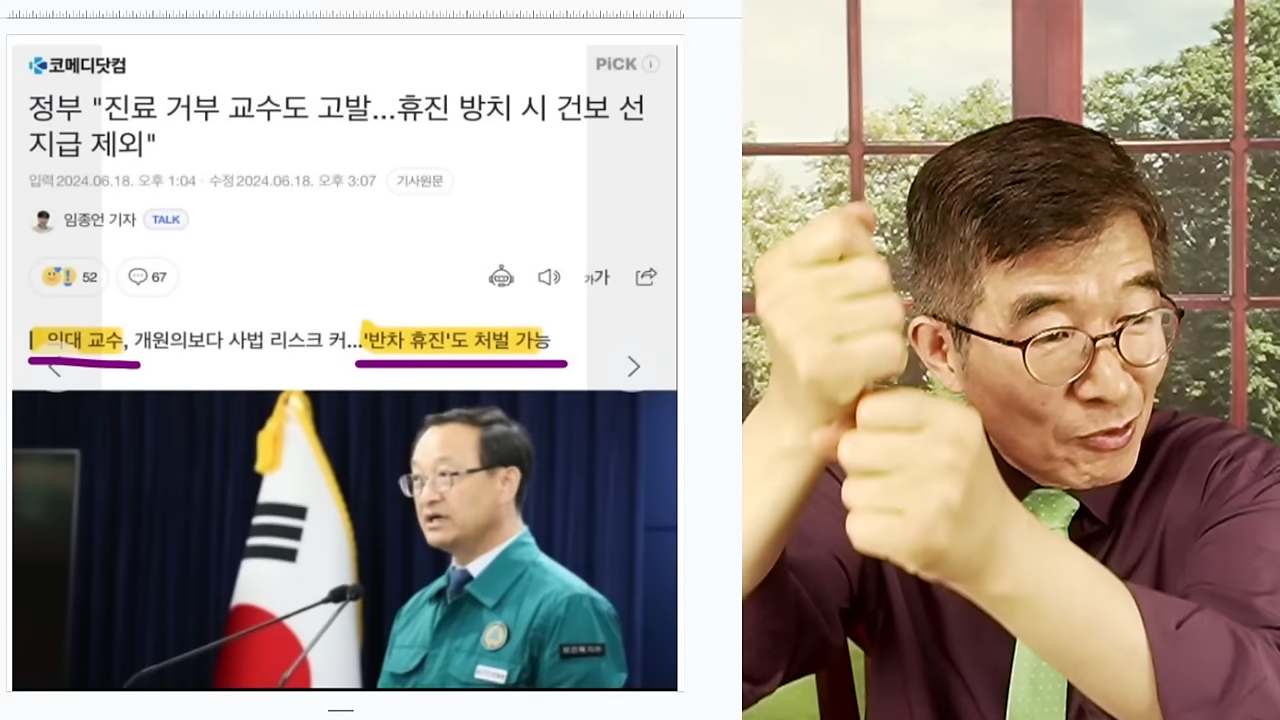 코메디닷컴
PiCK
정부 "진료 거부 교수도 고발...휴진 방치 시 건보 선
지급 제외"
입력 2024.06.18. 오후 1:04 · 수정 2024.06.18. 오후 3:07 기사원문
임종언 기자 TALK
52 67 가가
의대 교수, 개원의보다 사법 리스크 커...'반차 휴진'도 처벌 가능